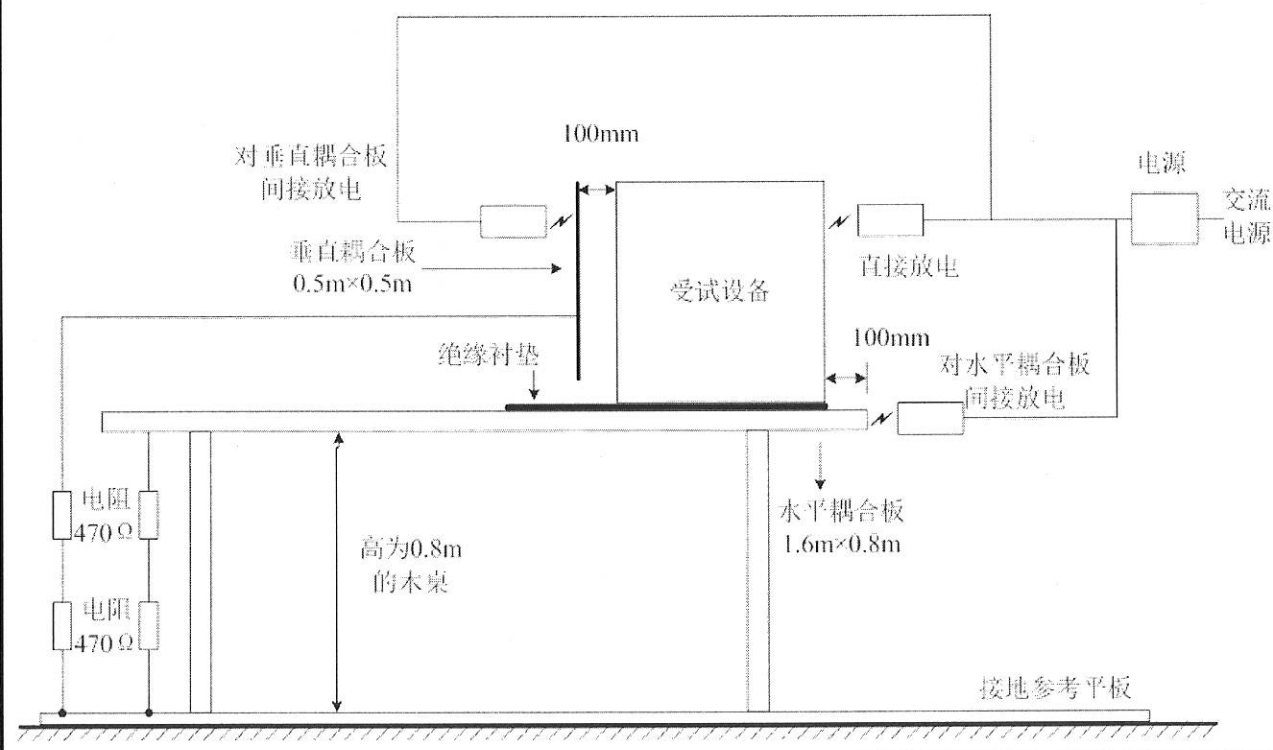 100mm
对垂直耦合板
间接放电
电源
交流
电源
垂直耦合板
0.5m×0.5m
直接放电
受试设备
100mm
绝缘衬垫
对水平耦合板
间接放电
电阻
470Ω
水平耦合板
1.6m×0.8m
高为0.8m
的木桌
电阻
470Ω
接地参考平板